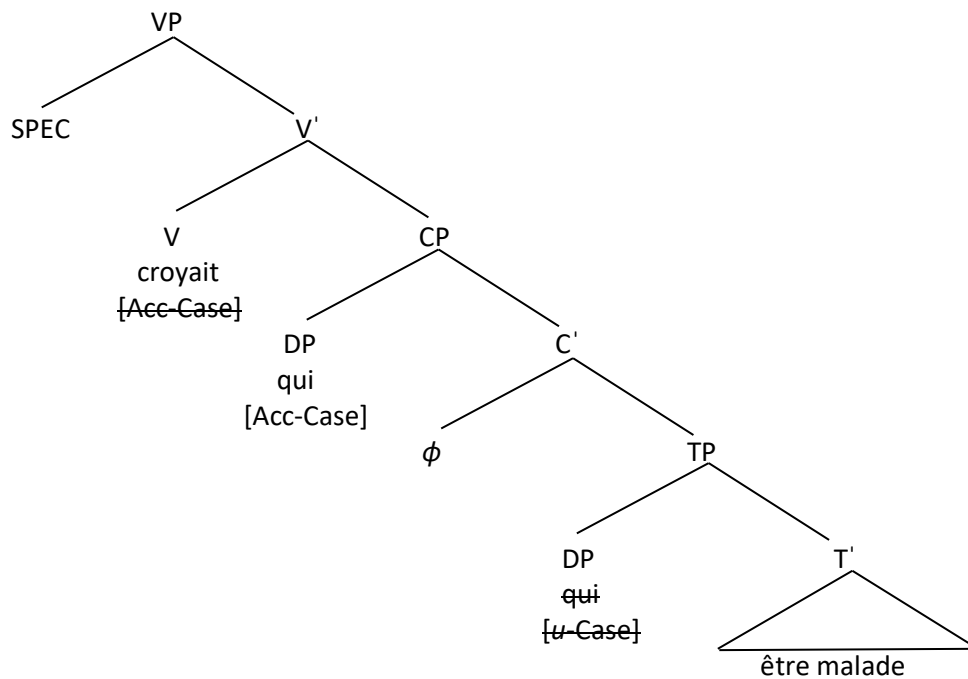 VP
SPEC
V'
V
CP
croyait
[Acc-Case]
DP
C'
qui
[Acc-Case]
ϕ
TP
DP
T'
qui
[u-Case]
être malade